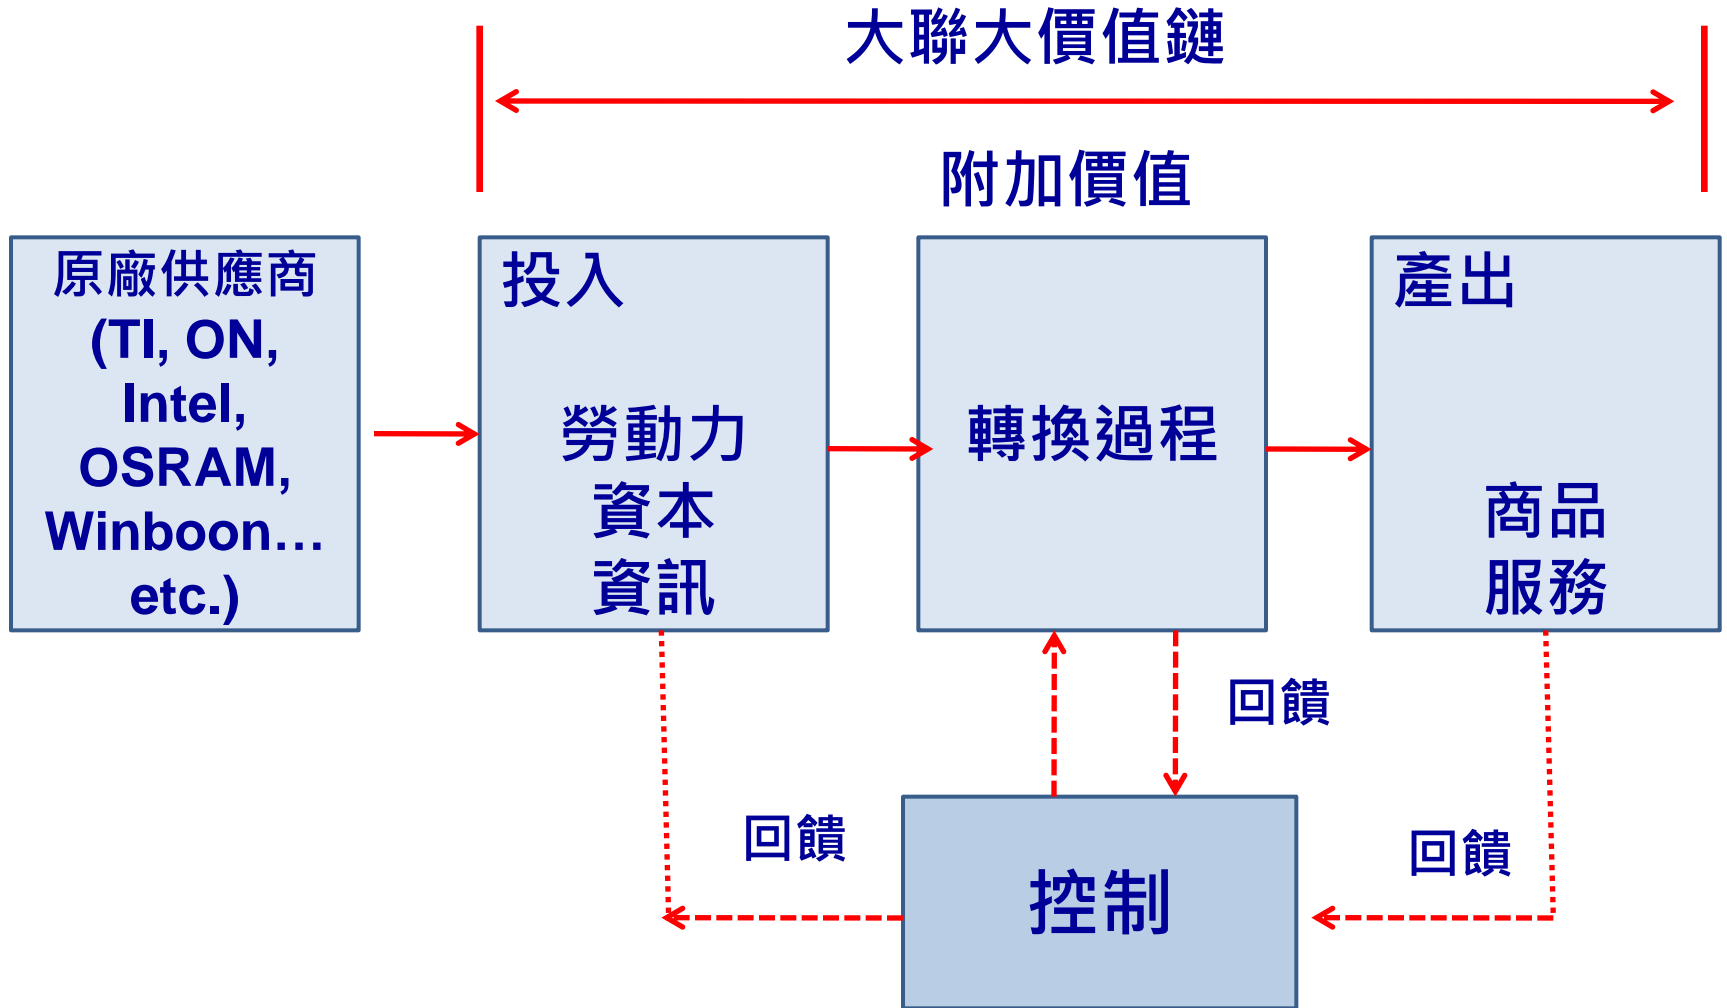 大聯大價值鏈
附加價值
原廠供應商
(TI, ON,
Intel,
OSRAM,
Winboon…
etc.)
投入
勞動力
資本
資訊
轉換過程
產出
商品
服務
回饋
回饋
回饋
控制